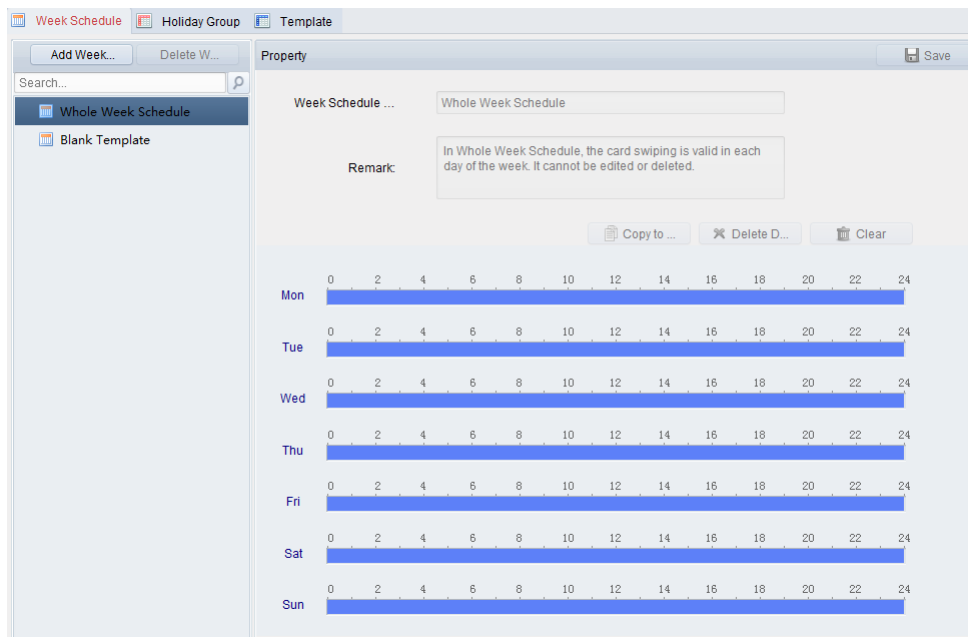 Week Schedule Holiday Group Template
Add Week... Delete W... Property Save
Search...
Whole Week Schedule
Blank Template
Week Schedule ... Whole Week Schedule
Remark: In Whole Week Schedule, the card swiping is valid in each
day of the week. It cannot be edited or deleted.
Copy to ... Delete D... Clear
0 2 4 6 8 10 12 14 16 18 20 22 24
Mon
0 2 4 6 8 10 12 14 16 18 20 22 24
Tue
0 2 4 6 8 10 12 14 16 18 20 22 24
Wed
0 2 4 6 8 10 12 14 16 18 20 22 24
Thu
0 2 4 6 8 10 12 14 16 18 20 22 24
Fri
0 2 4 6 8 10 12 14 16 18 20 22 24
Sat
0 2 4 6 8 10 12 14 16 18 20 22 24
Sun